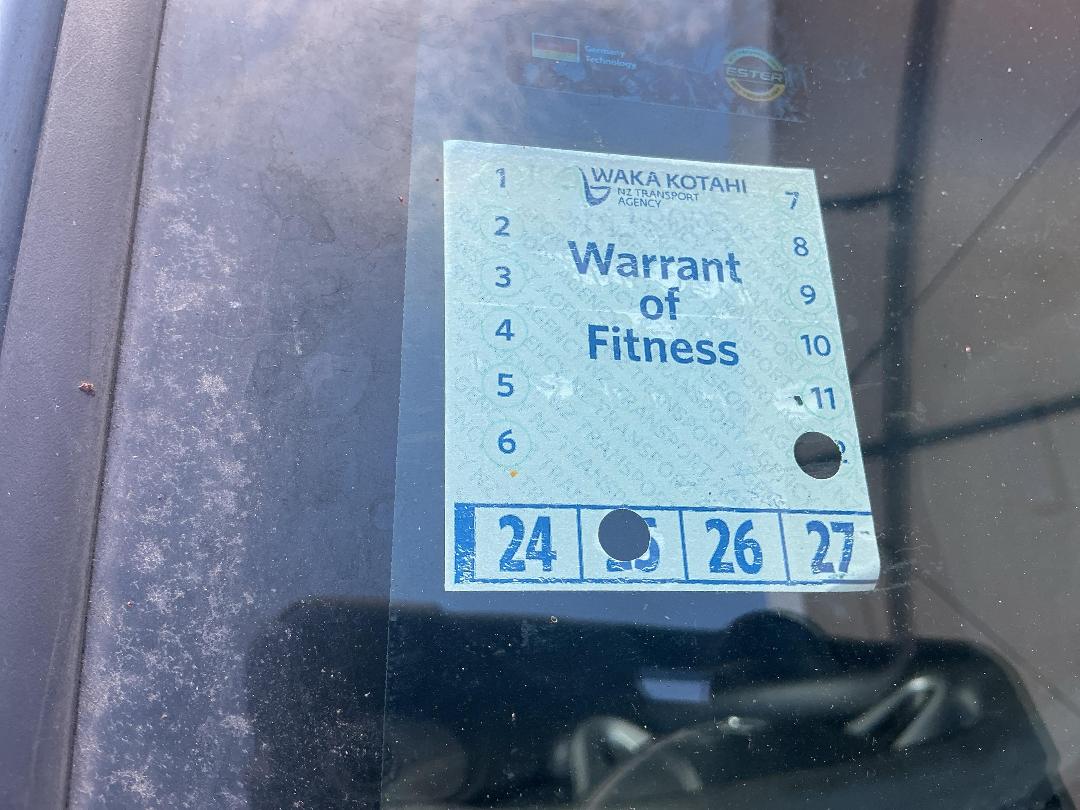 Germany
Technology
ESTER
WAKA KOTAHI
NZ TRANSPORT
AGENCY
Warrant
of
Fitness
1
2
3
4
5
6
7
8
9
10
11
24
26
27